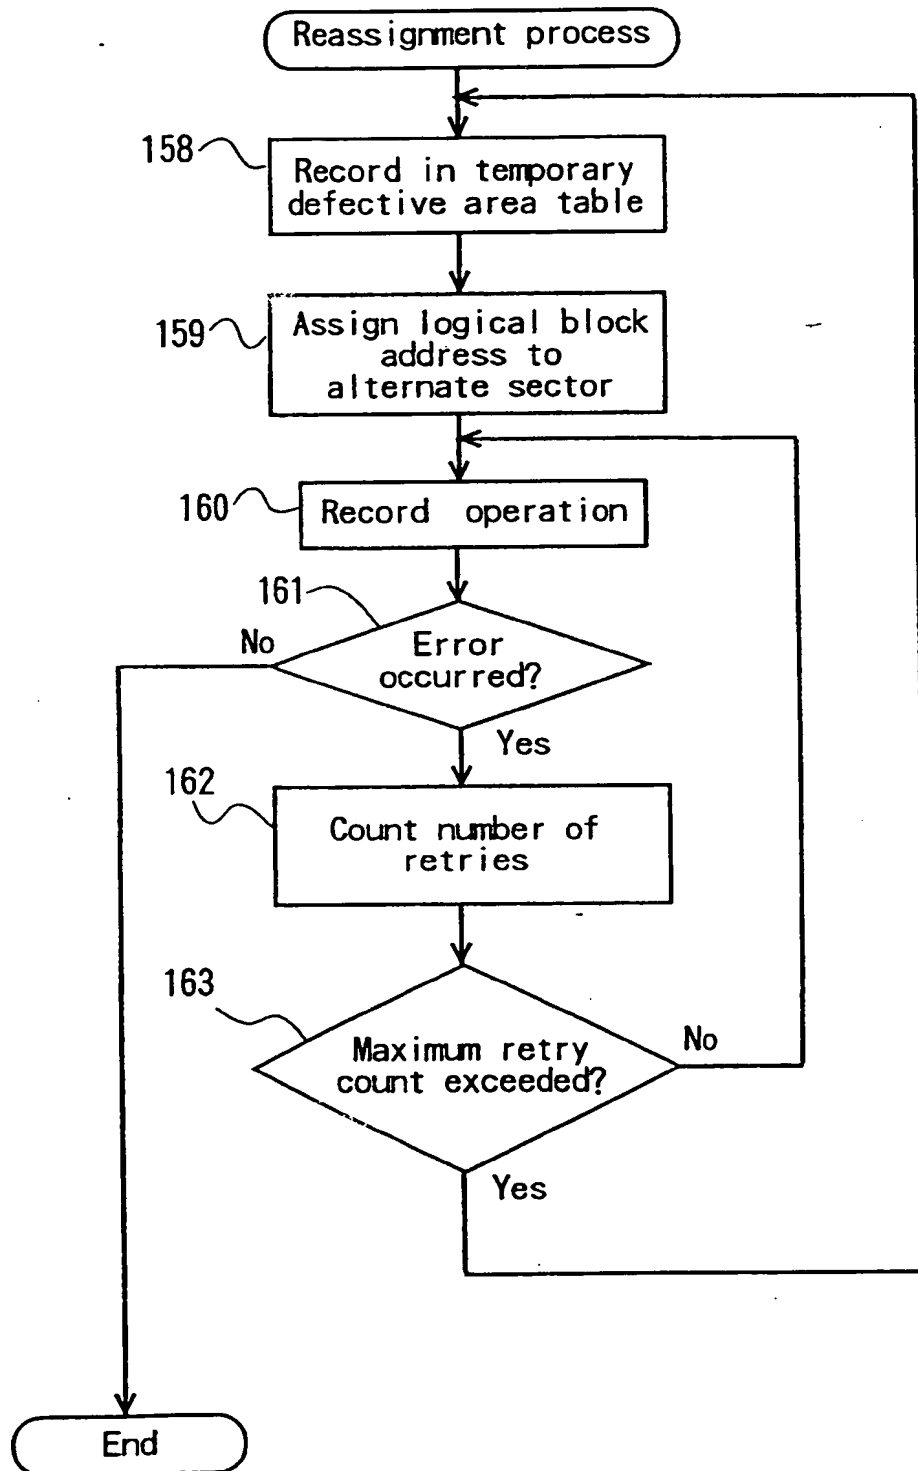 Reassignment process
158
Record in temporary
defective area table
159
Assign logical block
address to
alternate sector
160
Record operation
161
No
Error
occurred?
Yes
162
Count number of
retries
163
Maximum retry
count exceeded?
No
Yes
End